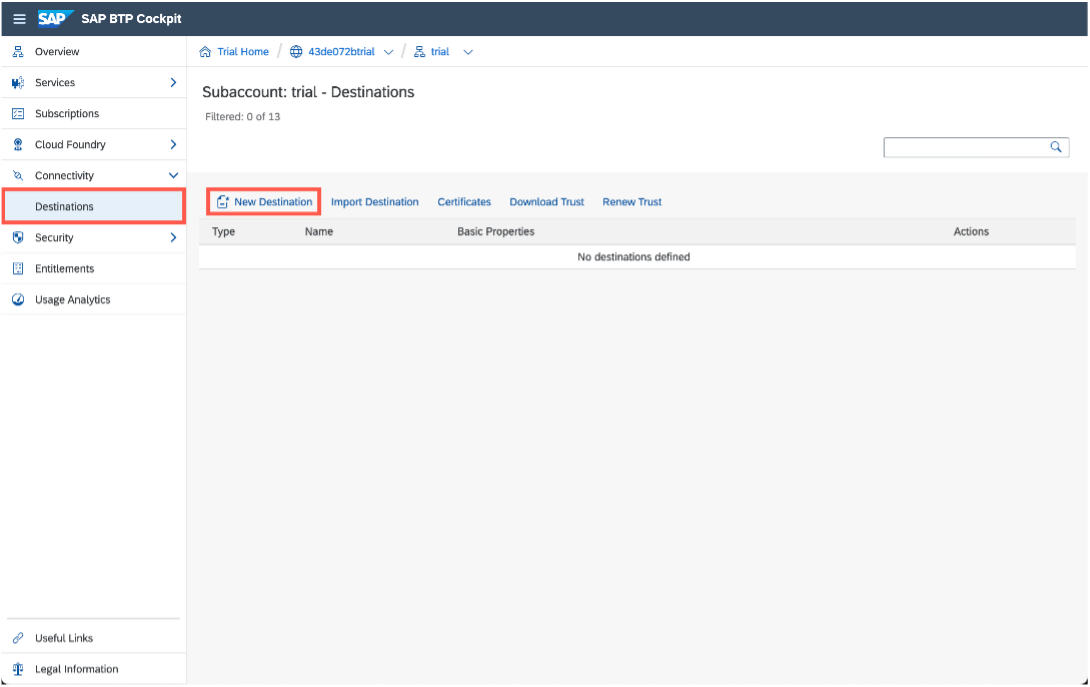 SAP SAP BTP Cockpit
Overview
Services
Subscriptions
Cloud Foundry
Connectivity
Destinations
Security
Entitlements
Usage Analytics
Useful Links
Legal Information
Trial Home / 43de072btrial / trial
Subaccount: trial - Destinations
Filtered: 0 of 13
New Destination Import Destination Certificates Download Trust Renew Trust
Type Name Basic Properties Actions
No destinations defined